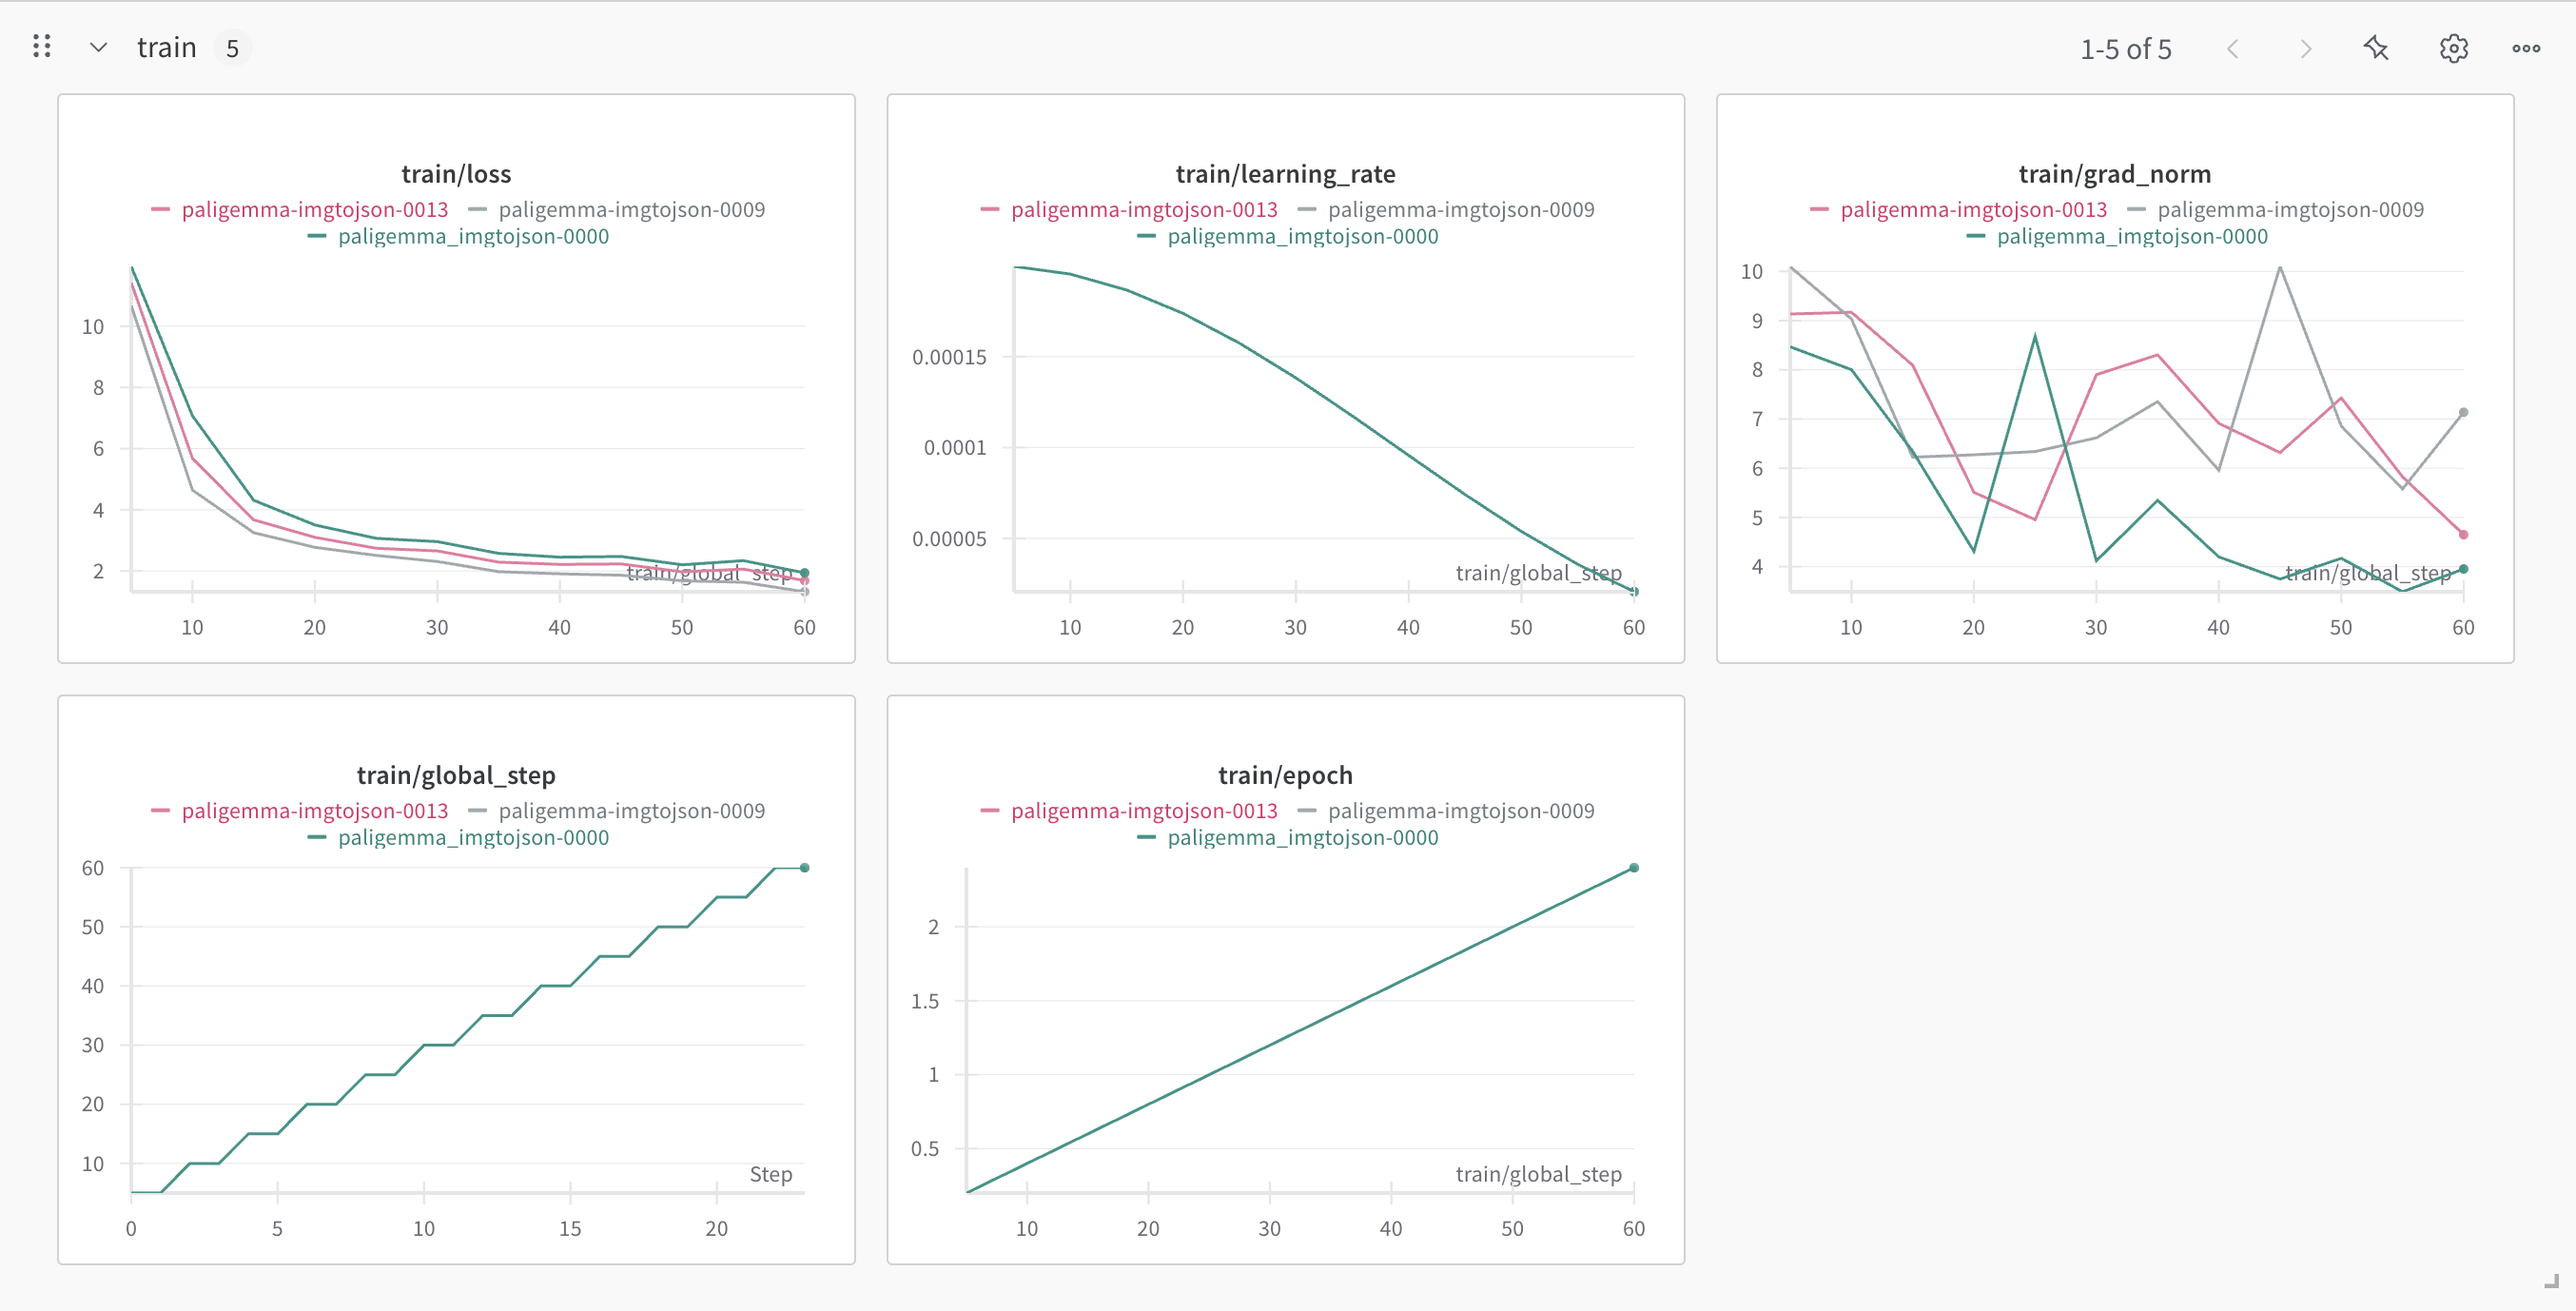 train 5
1-5 of 5
train/loss
paligemma-imgtojson-0013 paligemma-imgtojson-0009
paligemma_imgtojson-0000
10
8
6
4
2
train/global_step
10 20 30 40 50 60
train/learning_rate
paligemma-imgtojson-0013 paligemma-imgtojson-0009
paligemma_imgtojson-0000
0.00015
0.0001
0.00005
train/global_step
10 20 30 40 50 60
train/grad_norm
paligemma-imgtojson-0013 paligemma-imgtojson-0009
paligemma_imgtojson-0000
10
9
8
7
6
5
4
train/global_step
10 20 30 40 50 60
train/global_step
paligemma-imgtojson-0013 paligemma-imgtojson-0009
paligemma_imgtojson-0000
60
50
40
30
20
10
Step
0 5 10 15 20
train/epoch
paligemma-imgtojson-0013 paligemma-imgtojson-0009
paligemma_imgtojson-0000
2
1.5
1
0.5
train/global_step
10 20 30 40 50 60